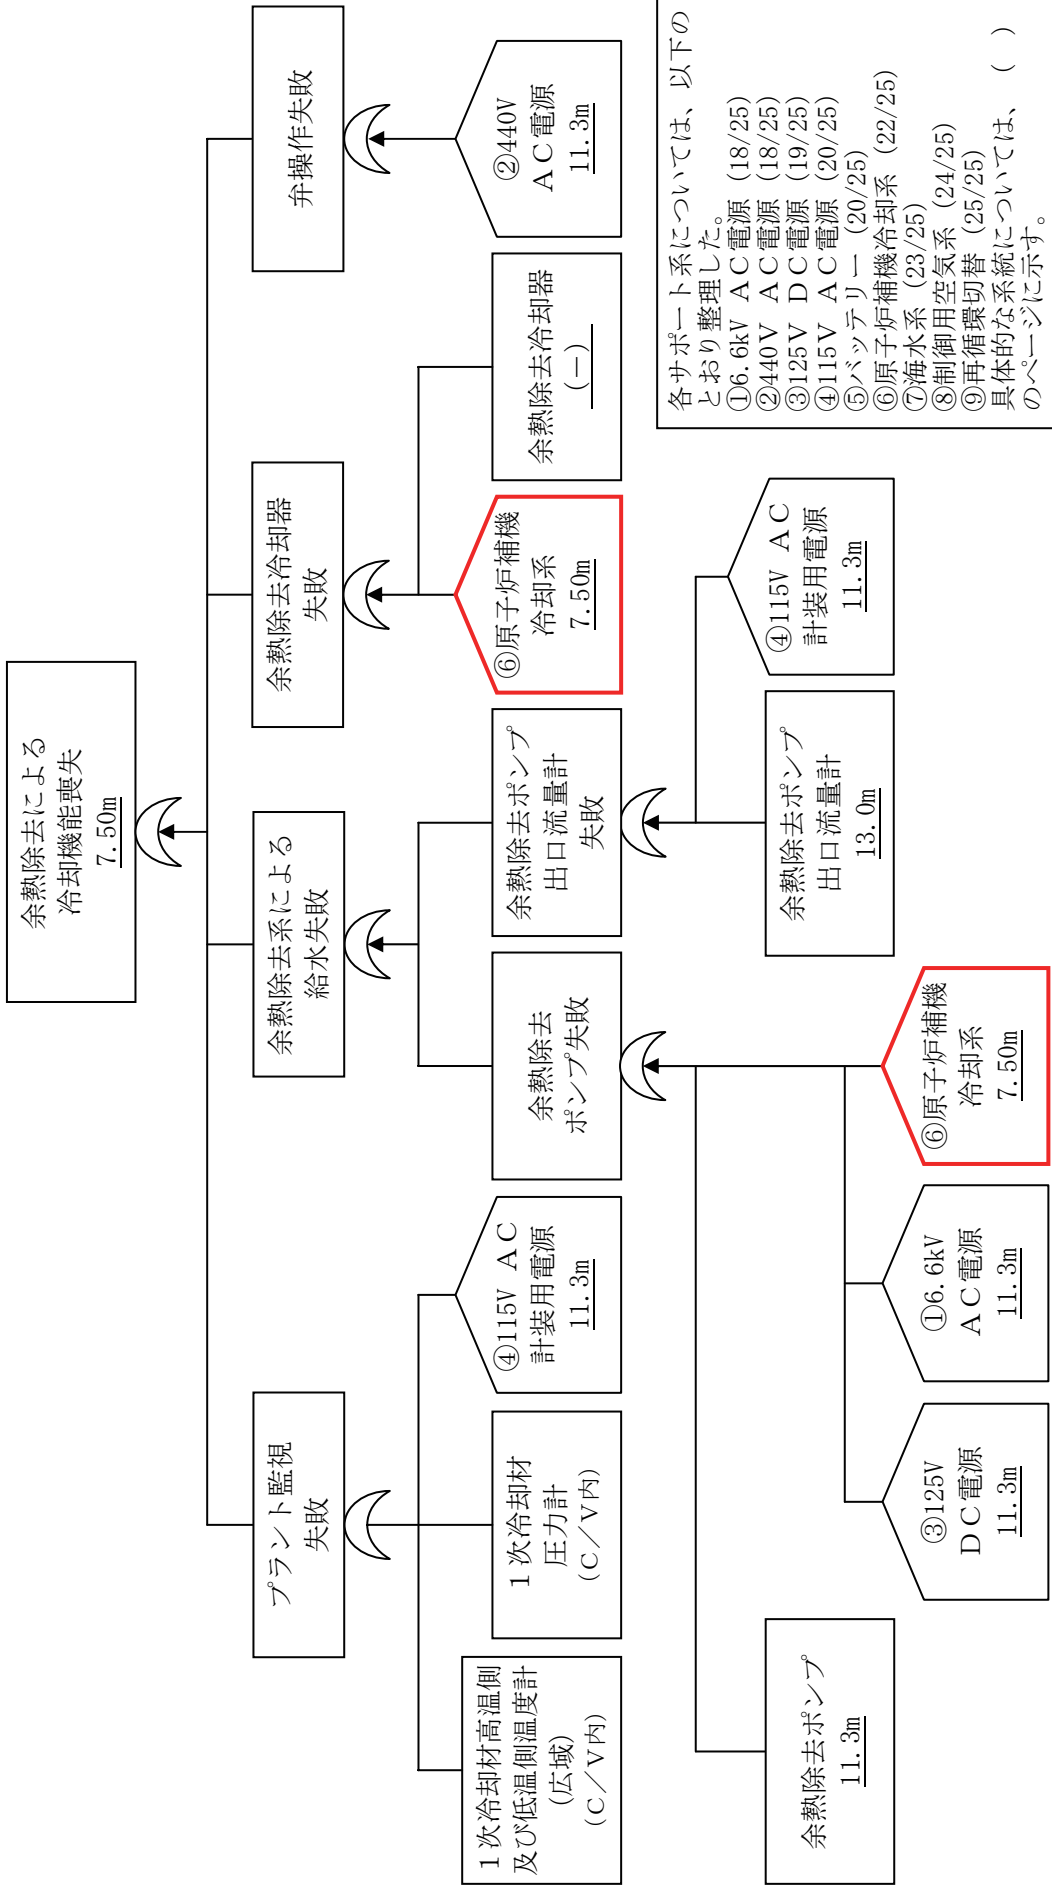 余熱除去による
冷却機能喪失
7.50m
プラント監視
失敗
余熱除去系による
給水失敗
余熱除去冷却器
失敗
弁操作失敗
1次冷却材高温側
及び低温側温度計
(広域)
(C/V内)
1次冷却材
圧力計
(C/V内)
④115V AC
計装用電源
11.3m
余熱除去
ポンプ失敗
余熱除去ポンプ
出口流量計
失敗
⑥原子炉補機
冷却系
7.50m
余熱除去冷却器
(-)
②440V
AC電源
11.3m
余熱除去ポンプ
11.3m
③125V
DC電源
11.3m
①6.6kV
AC電源
11.3m
⑥原子炉補機
冷却系
7.50m
余熱除去ポンプ
出口流量計
13.0m
④115V AC
計装用電源
11.3m
各サポート系については、以下の
とおり整理した。
①6.6kV AC電源 (18/25)
②440V AC電源 (18/25)
③125V DC電源 (19/25)
④115V AC電源 (20/25)
⑤バッテリー (20/25)
⑥原子炉補機冷却系 (22/25)
⑦海水系 (23/25)
⑧制御用空気系 (24/25)
⑨再循環切替 (25/25)
具体的な系統については、( )
のページに示す。